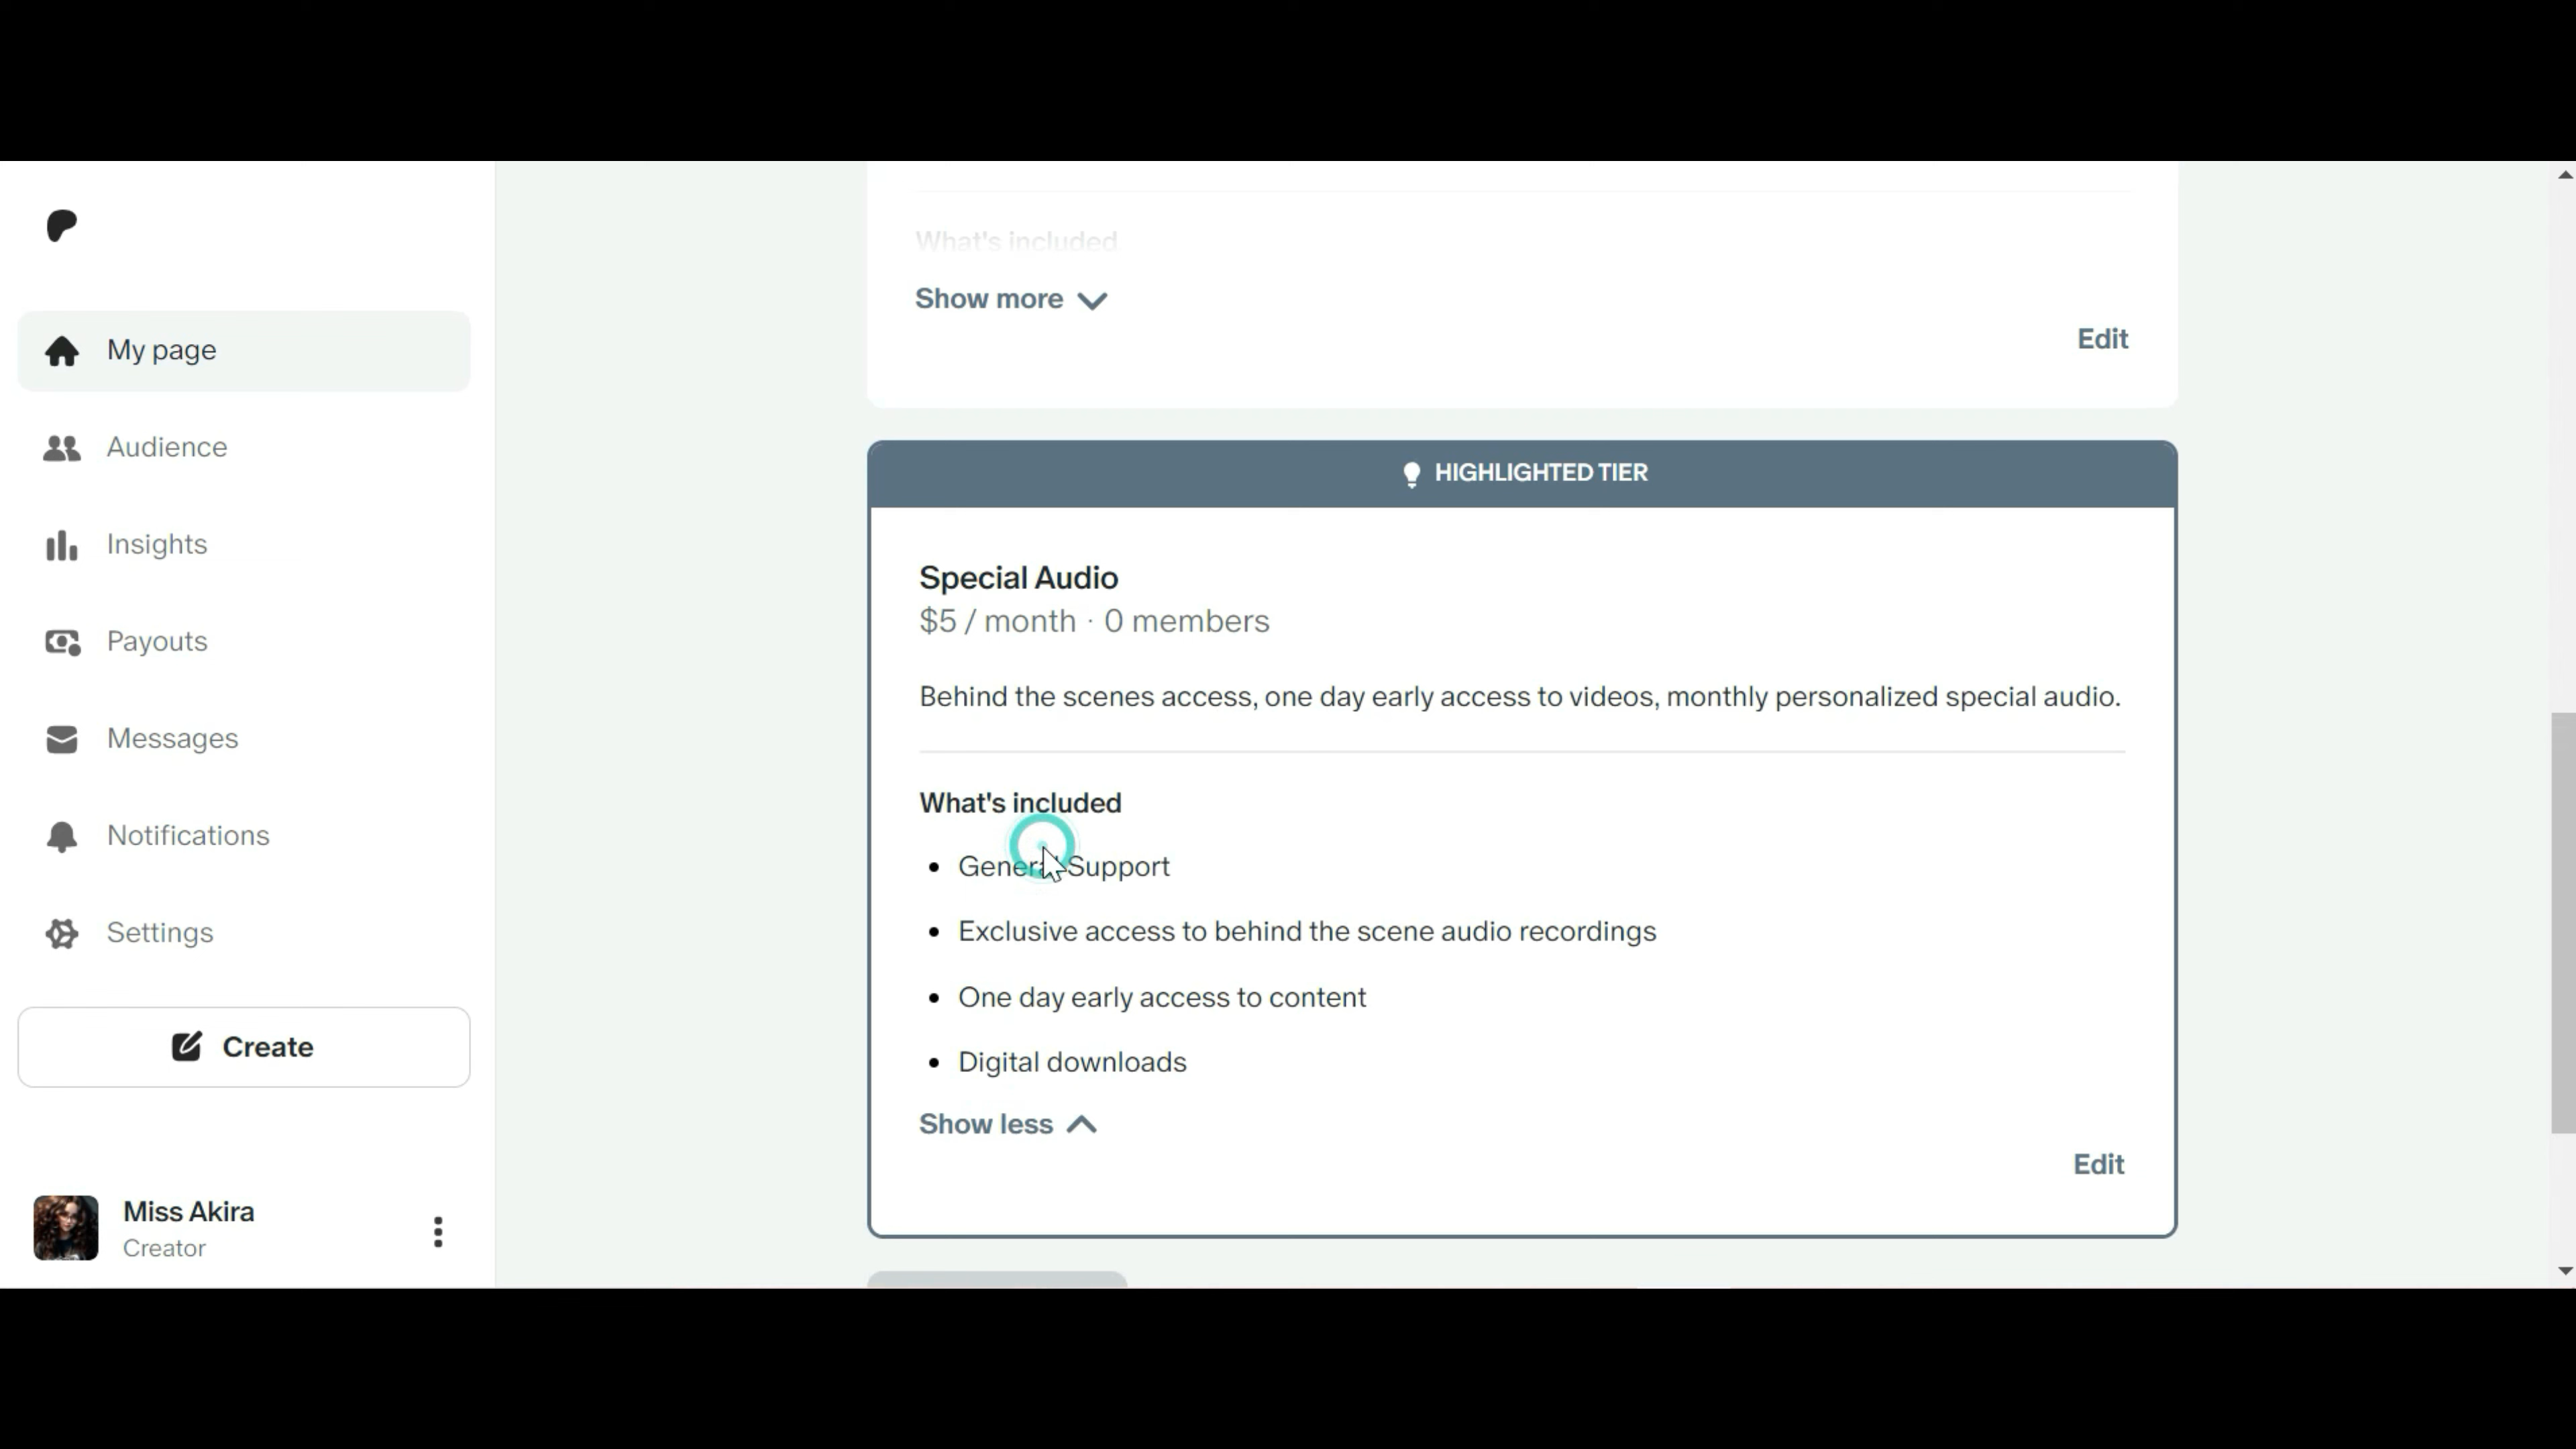 My page
Audience
Insights
Payouts
Messages
Notifications
Settings
Create
Miss Akira
Creator
What's included
Show more
Edit
HIGHLIGHTED TIER
Special Audio
$5 / month · 0 members
Behind the scenes access, one day early access to videos, monthly personalized special audio.
What's included
General Support
Exclusive access to behind the scene audio recordings
One day early access to content
Digital downloads
Show less
Edit